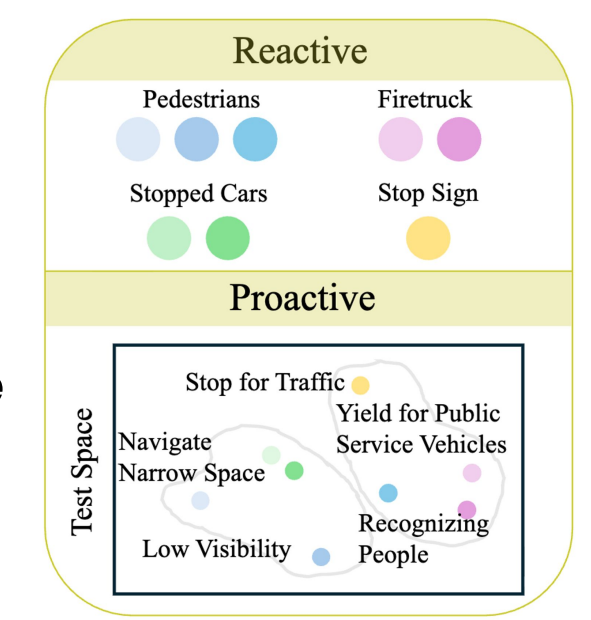 Reactive
Pedestrians
Firetruck
Stopped Cars
Stop Sign
Proactive
Test Space
Stop for Traffic
Yield for Public
Service Vehicles
Navigate
Narrow Space
Recognizing
People
Low Visibility
e